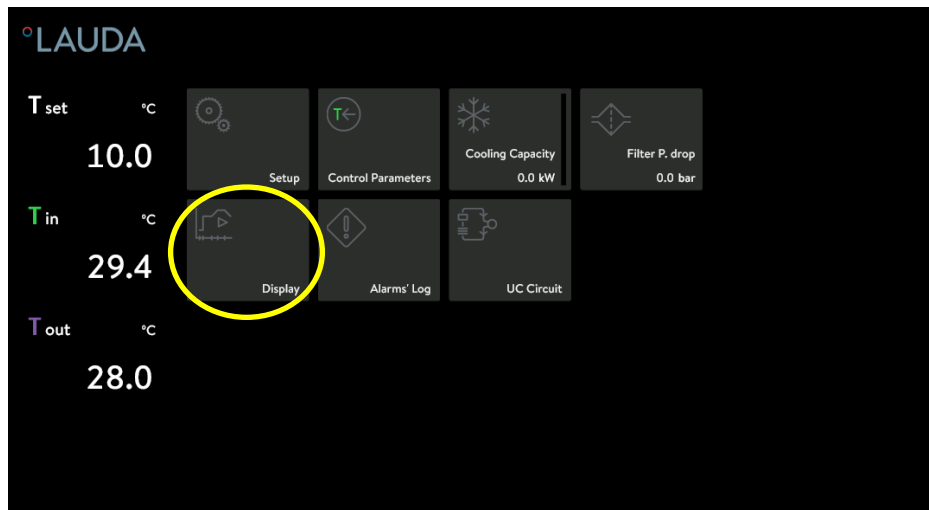 °LAUDA
T set °C
10.0
T in °C
29.4
T out °C
28.0
Setup
T
Control Parameters
Cooling Capacity
0.0 kW
Filter P. drop
0.0 bar
Display
Alarms' Log
UC Circuit